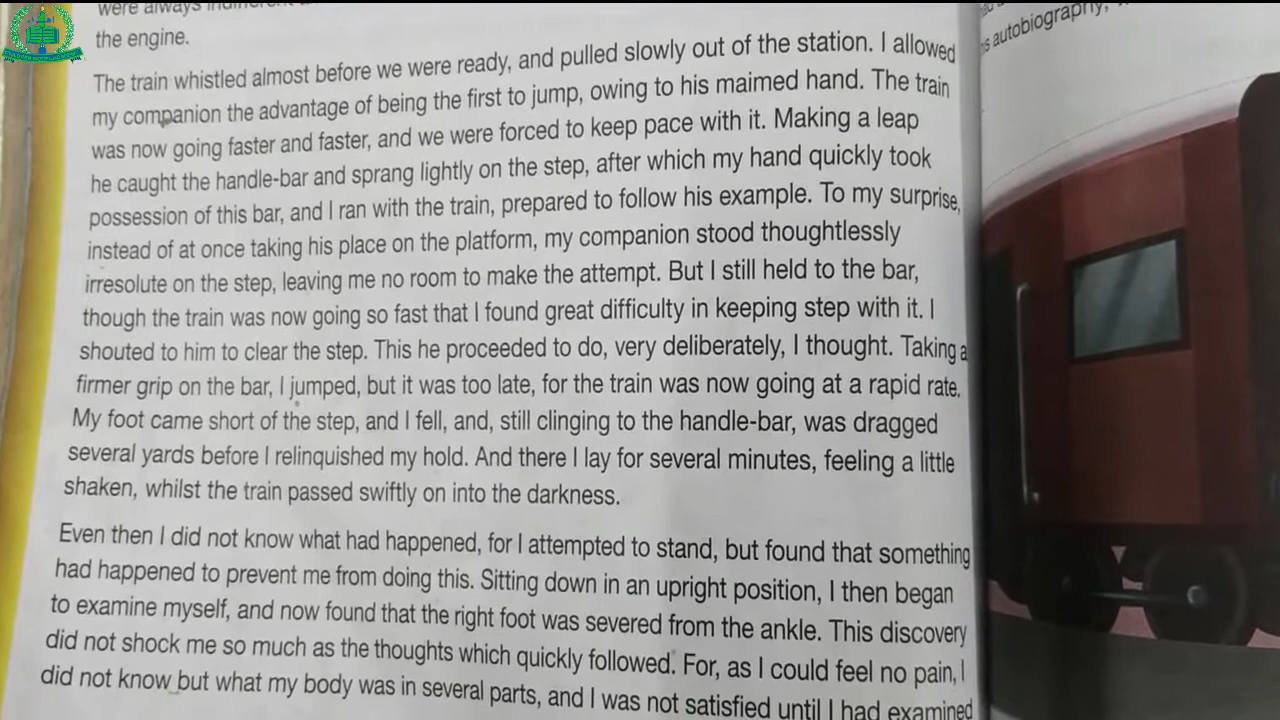 were always
the engine.
The train whistled almost before we were ready, and pulled slowly out of the station. I allowed
my companion the advantage of being the first to jump, owing to his maimed hand. The train
was now going faster and faster, and we were forced to keep pace with it. Making a leap
he caught the handle-bar and sprang lightly on the step, after which my hand quickly took
possession of this bar, and I ran with the train, prepared to follow his example. To my surprise,
instead of at once taking his place on the platform, my companion stood thoughtlessly
irresolute on the step, leaving me no room to make the attempt. But I still held to the bar,
though the train was now going so fast that I found great difficulty in keeping step with it. I
shouted to him to clear the step. This he proceeded to do, very deliberately, I thought. Taking a
firmer grip on the bar, I jumped, but it was too late, for the train was now going at a rapid rate.
My foot came short of the step, and I fell, and, still clinging to the handle-bar, was dragged
several yards before I relinquished my hold. And there I lay for several minutes, feeling a little
shaken, whilst the train passed swiftly on into the darkness.
Even then I did not know what had happened, for I attempted to stand, but found that something
had happened to prevent me from doing this. Sitting down in an upright position, I then began
to examine myself, and now found that the right foot was severed from the ankle. This discovery
did not shock me so much as the thoughts which quickly followed. For, as I could feel no pain, I
did not know but what my body was in several parts, and I was not satisfied until I had examined
autobiography,